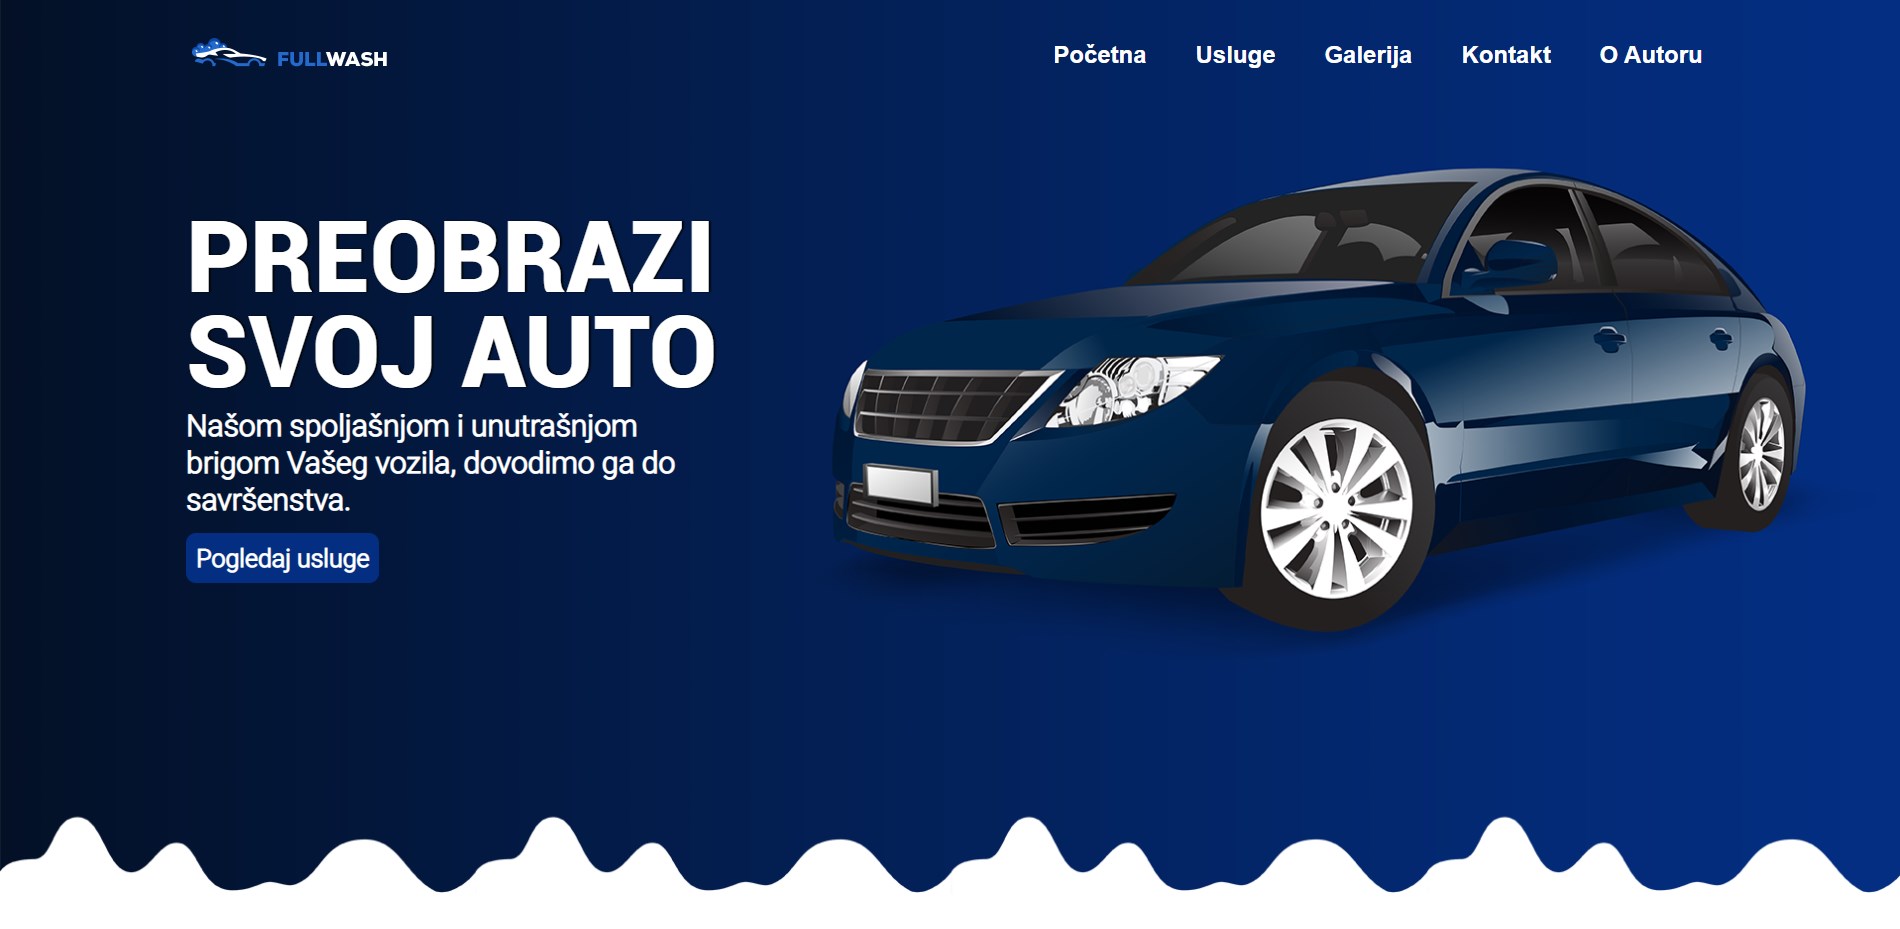 FULLWASH
Početna Usluge Galerija Kontakt O Autoru
PREOBRAZI
SVOJ AUTO
Našom spoljašnjom i unutrašnjom
brigom Vašeg vozila, dovodimo ga do
savršenstva.
Pogledaj usluge